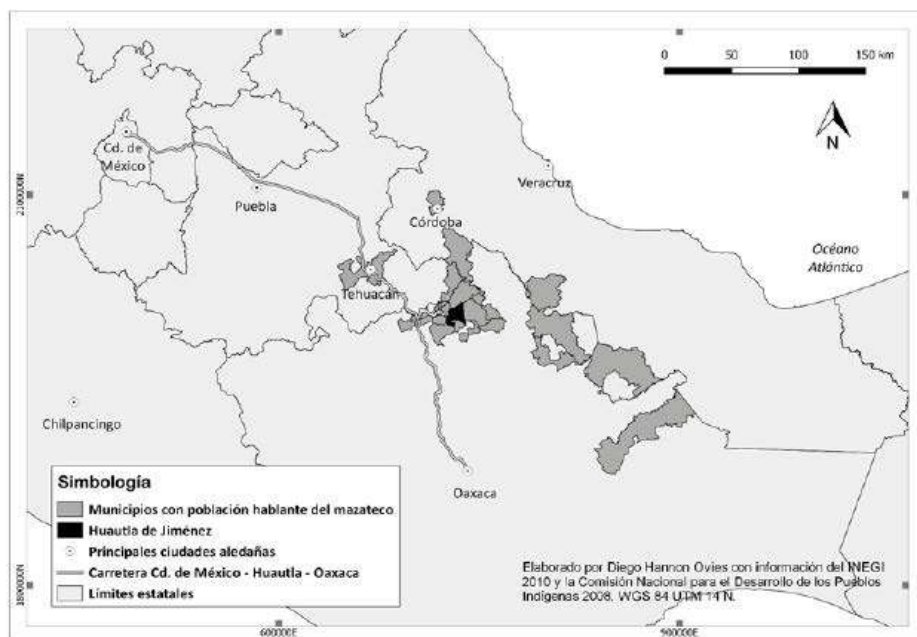 600000E
900000E
0 50 100 150 km
N
Cd. de
México
Puebla
Veracruz
Córdoba
Océano
Atlántico
Tehuacán
Chilpancingo
Oaxaca
2100000N
1800000N
Simbología
Municipios con población hablante del mazateco
Huautla de Jiménez
Principales ciudades aledañas
Carretera Cd. de México - Huautla - Oaxaca
Límites estatales
Elaborado por Diego Hannon Ovies con información del INEGI
2010 y la Comisión Nacional para el Desarrollo de los Pueblos
Indígenas 2008. WGS 84 UTM 14 N.